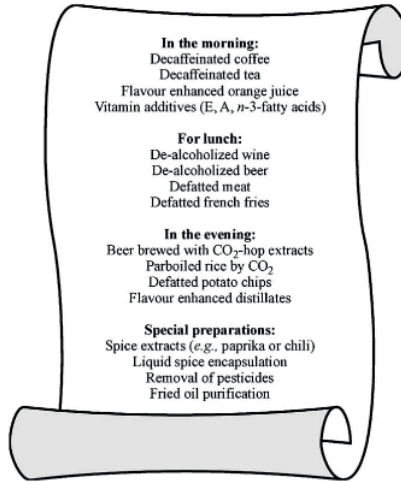 In the morning:
Decaffeinated coffee
Decaffeinated tea
Flavour enhanced orange juice
Vitamin additives (E, A, n-3-fatty acids)
For lunch:
De-alcoholized wine
De-alcoholized beer
Defatted meat
Defatted french fries
In the evening:
Beer brewed with CO2-hop extracts
Parboiled rice by CO2
Defatted potato chips
Flavour enhanced distillates
Special preparations:
Spice extracts (e.g., paprika or chili)
Liquid spice encapsulation
Removal of pesticides
Fried oil purification